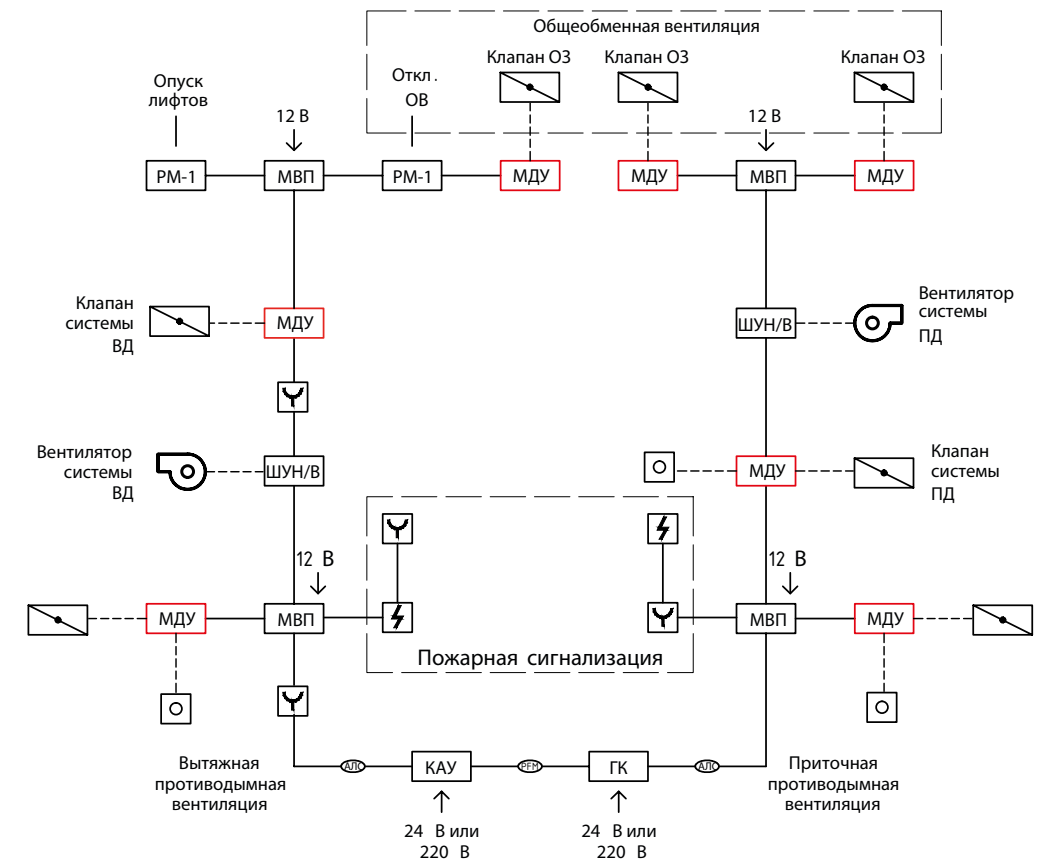 Общеобменная вентиляция
Клапан ОЗ
Клапан ОЗ
Клапан ОЗ
Опуск
лифтов
Откл.
ОВ
12 В
12 В
РМ-1
МВП
РМ-1
МДУ
МДУ
МВП
МДУ
Клапан
системы
ВД
МДУ
ШУН/В
Вентилятор
системы
ПД
Вентилятор
системы
ВД
ШУН/В
МДУ
Клапан
системы
ПД
12 В
12 В
МДУ
МВП
МВП
МДУ
Пожарная сигнализация
Вытяжная
противодымная
вентиляция
АЛС
КАУ
PFM
ГК
АЛС
Приточная
противодымная
вентиляция
24 В или
220 В
24 В или
220 В